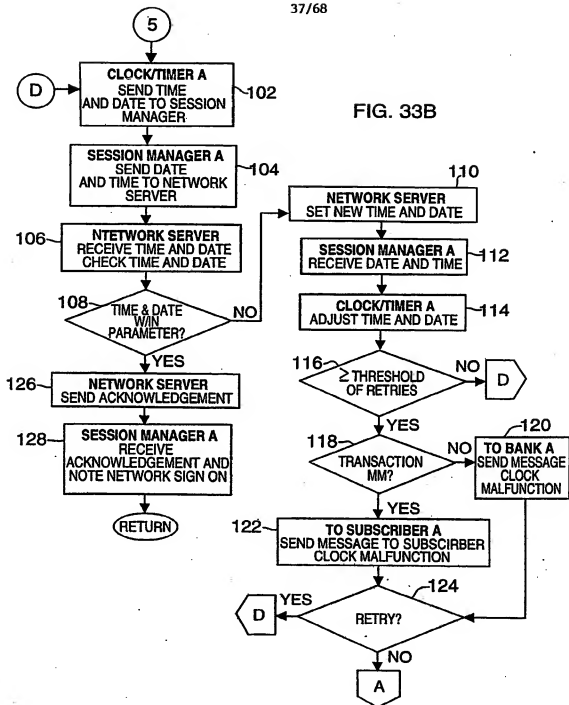 37/68
5
D
CLOCK/TIMER A
SEND TIME
AND DATE TO SESSION
MANAGER
102
FIG. 33B
SESSION MANAGER A
SEND DATE
AND TIME TO NETWORK
SERVER
104
NTETWORK SERVER
RECEIVE TIME AND DATE
CHECK TIME AND DATE
106
108
TIME & DATE
W/IN
PARAMETER?
NO
YES
126
NETWORK SERVER
SEND ACKNOWLEDGEMENT
128
SESSION MANAGER A
RECEIVE
ACKNOWLEDGEMENT AND
NOTE NETWORK SIGN ON
RETURN
110
NETWORK SERVER
SET NEW TIME AND DATE
SESSION MANAGER A
RECEIVE DATE AND TIME
112
CLOCK/TIMER A
ADJUST TIME AND DATE
114
116
≥ THRESHOLD
OF RETRIES
NO
D
YES
118
TRANSACTION
MM?
NO
120
TO BANK A
SEND MESSAGE
CLOCK
MALFUNCTION
YES
122
TO SUBSCRIBER A
SEND MESSAGE TO SUBSCIRBER
CLOCK MALFUNCTION
124
RETRY?
YES
D
NO
A